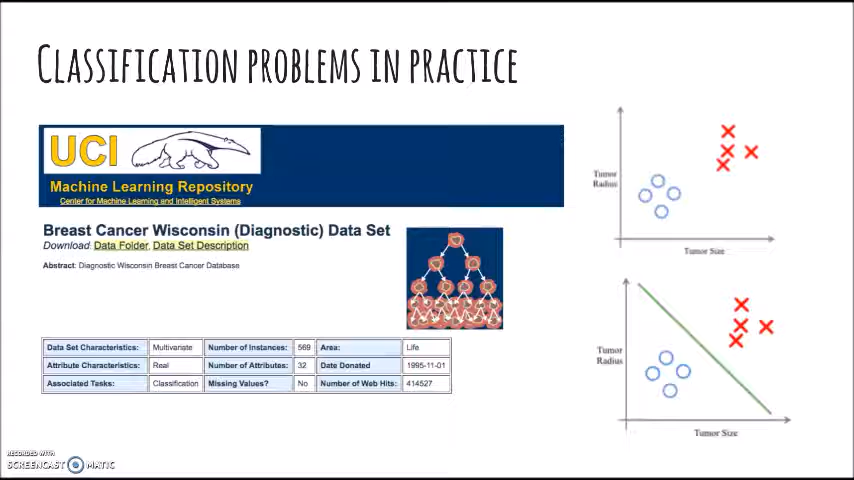 Classification problems in practice
UCI
Machine Learning Repository
Center for Machine Learning and Intelligent Systems
Breast Cancer Wisconsin (Diagnostic) Data Set
Download: Data Folder, Data Set Description
Abstract: Diagnostic Wisconsin Breast Cancer Database
Data Set Characteristics: Multivariate Number of Instances: 569 Area: Life
Attribute Characteristics: Real Number of Attributes: 32 Date Donated 1995-11-01
Associated Tasks: Classification Missing Values? No Number of Web Hits: 414527
Tumor
Radius
Tumor Size
Tumor
Radius
Tumor Size
RECORDED WITH
SCREENCAST MATIC